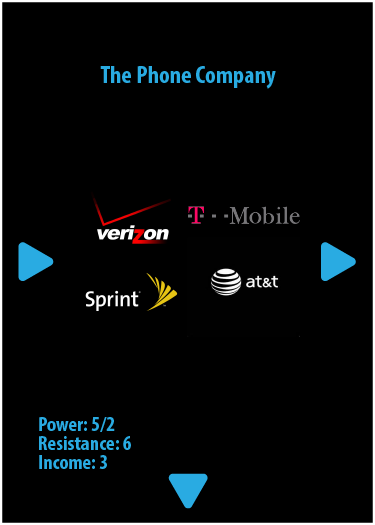 The Phone Company
verizon
T··Mobile
Sprint
at&t
Power: 5/2
Resistance: 6
Income: 3